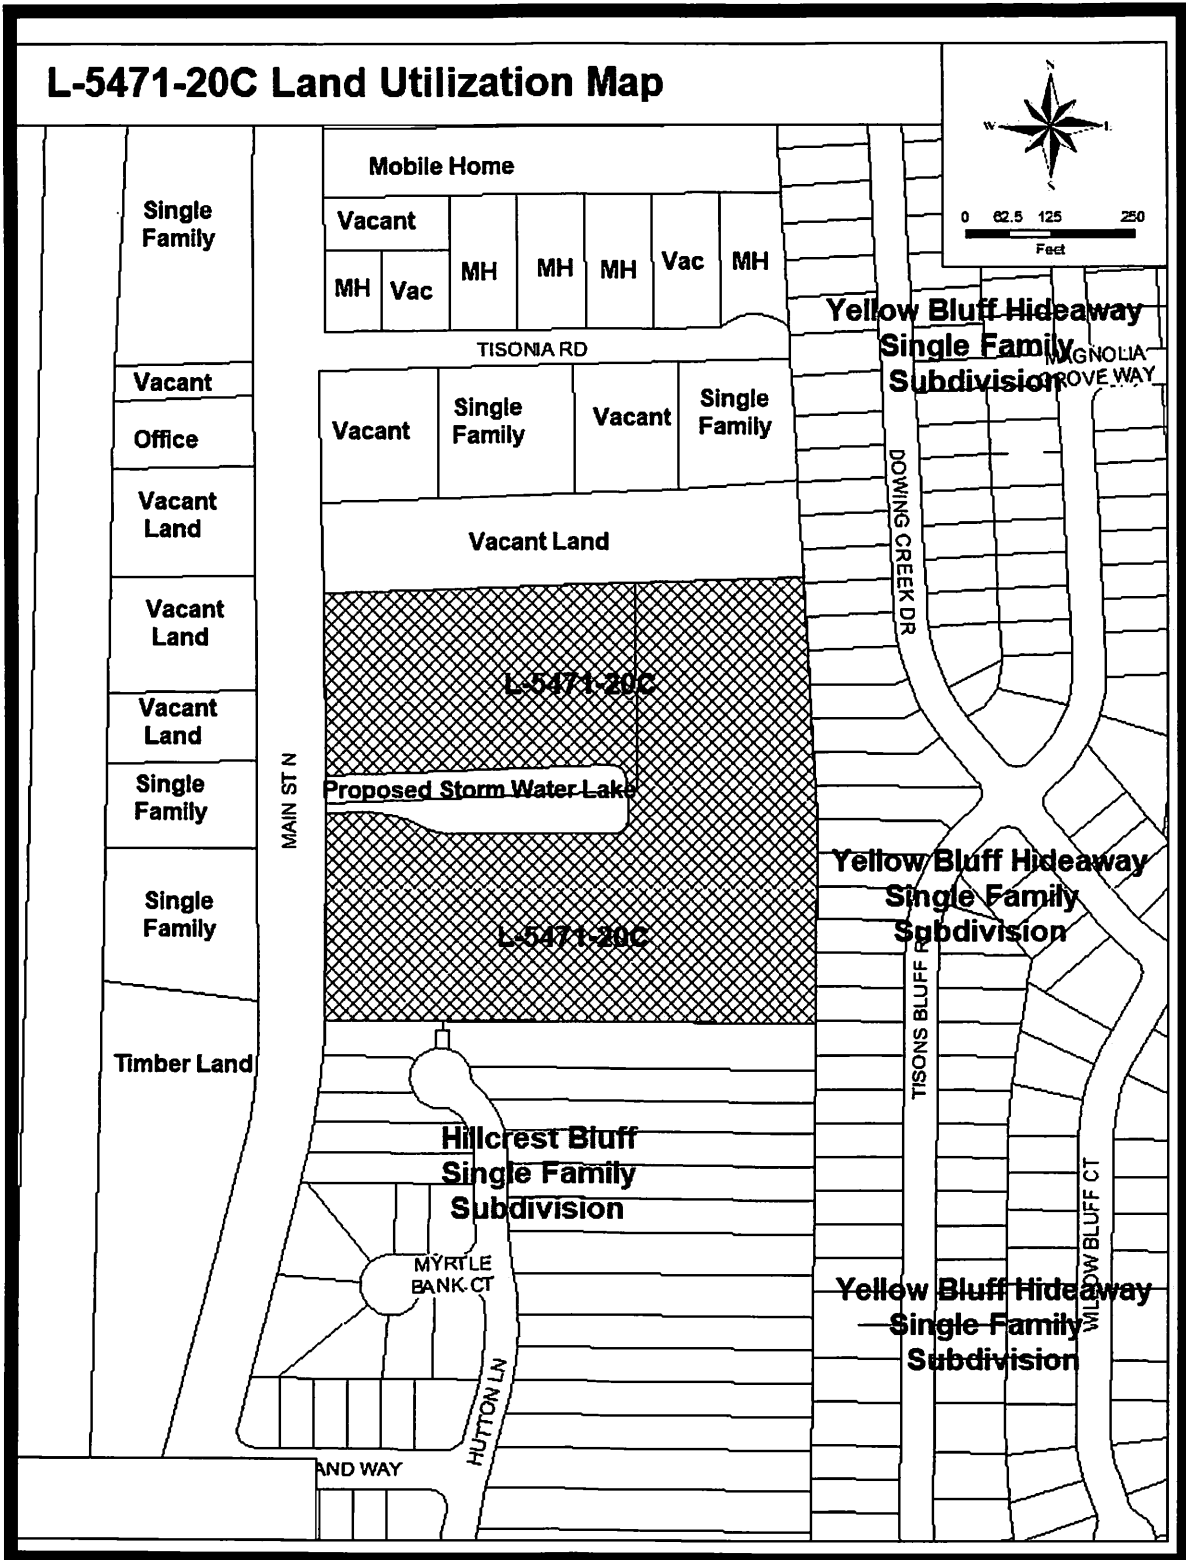 L-5471-20C Land Utilization Map
N
W
S
0 62.5 125 250
Feet
Mobile Home
Single
Family
Vacant
MH
MH
MH
Vac
MH
MH
Vac
TISONIA RD
Yellow Bluff Hideaway
Single Family
Subdivision
MAGNOLIA
GROVE WAY
Vacant
Office
Vacant
Single
Family
Vacant
Single
Family
Vacant
Land
Vacant Land
DOWING CREEK DR
Vacant
Land
L-5471-20C
Vacant
Land
MAIN ST N
Single
Family
Proposed Storm Water Lake
Yellow Bluff Hideaway
Single Family
Subdivision
Single
Family
L-5471-20C
TISONS BLUFF R
Timber Land
Hillcrest Bluff
Single Family
Subdivision
WILLOW BLUFF CT
MYRTLE
BANK CT
Yellow Bluff Hideaway
Single Family
Subdivision
HUTTON LN
AND WAY